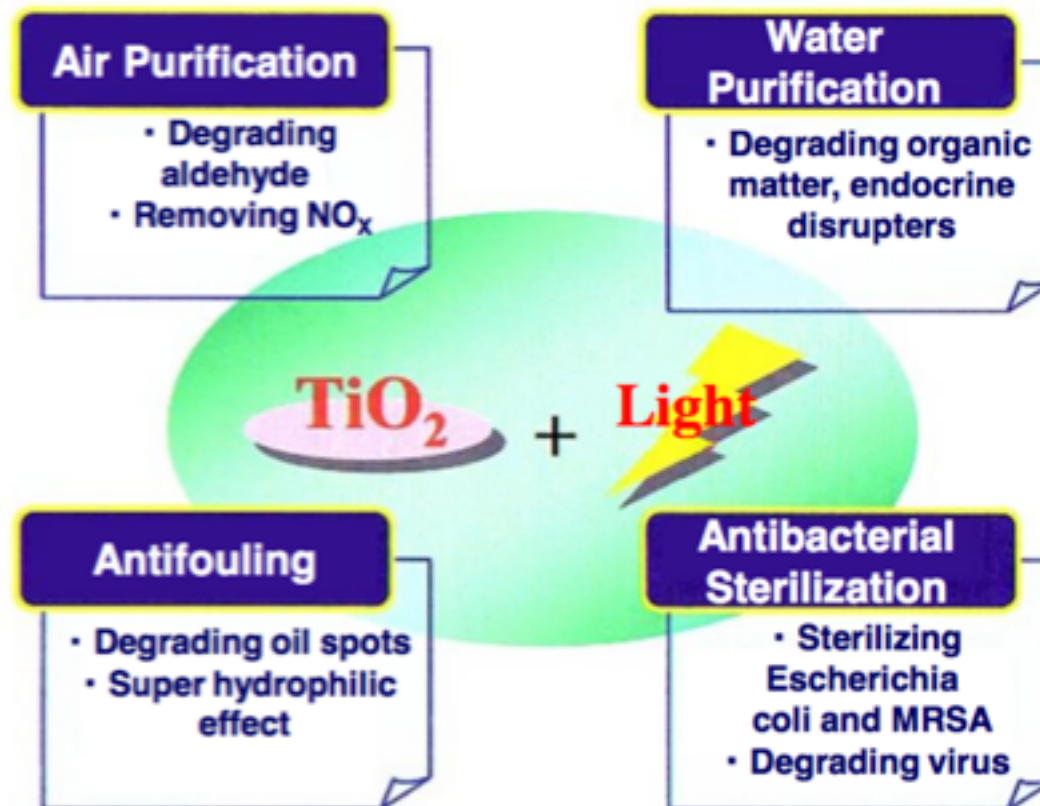 Air Purification
・Degrading
aldehyde
・Removing NOx
Water
Purification
・Degrading organic
matter, endocrine
disrupters
TiO2 + Light
Antifouling
・Degrading oil spots
・Super hydrophilic
effect
Antibacterial
Sterilization
・Sterilizing
Escherichia
coli and MRSA
・Degrading virus